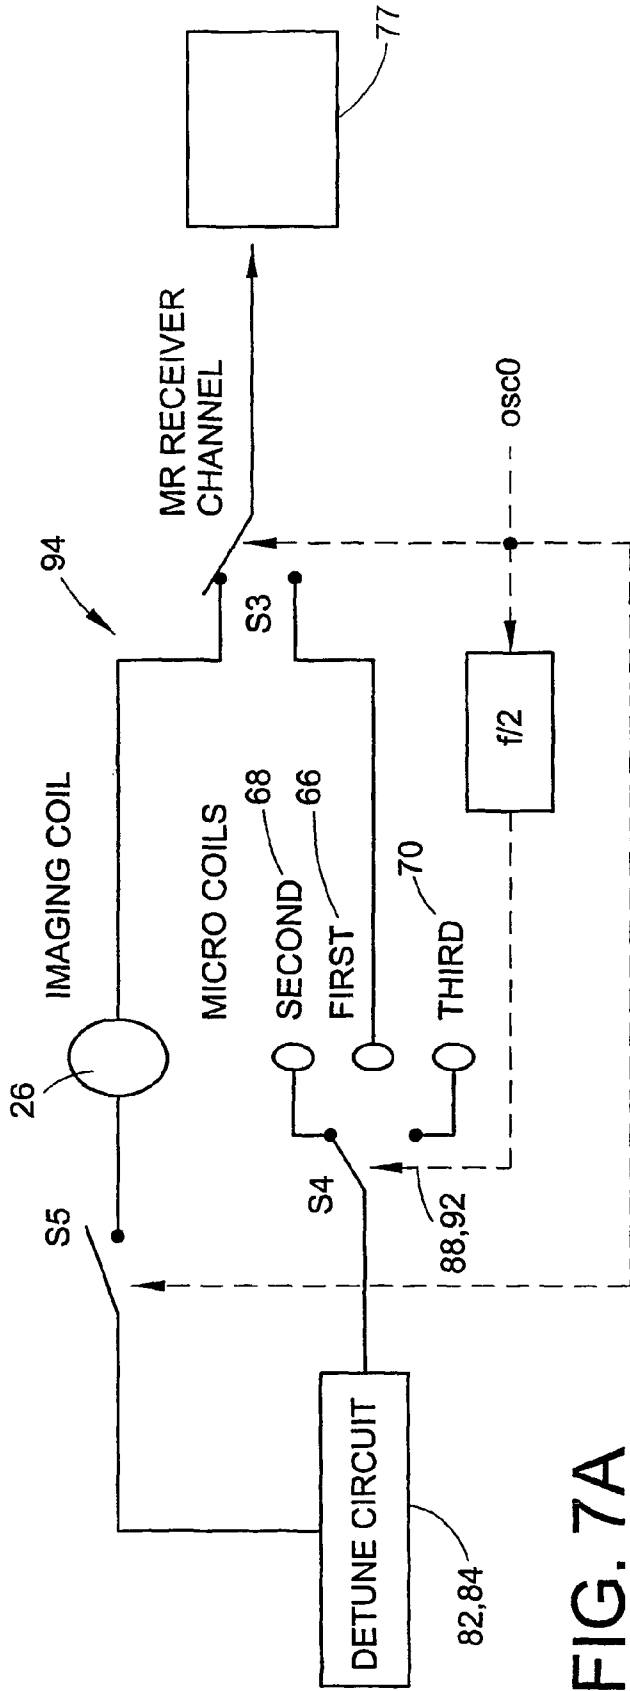 77
MR RECEIVER
CHANNEL
94
osc0
S3
f/2
IMAGING COIL
26
MICRO COILS
SECOND 68
FIRST 66
THIRD 70
S5
S4
88,92
DETUNE CIRCUIT
82,84
FIG. 7A